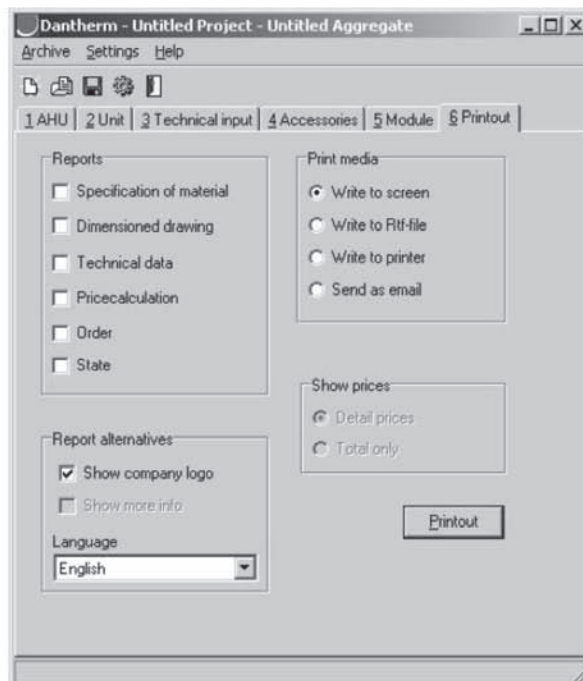 Dantherm - Untitled Project - Untitled Aggregate
Archive Settings Help
1 AHU 2 Unit 3 Technical input 4 Accessories 5 Module 6 Printout
Reports
Specification of material
Dimensioned drawing
Technical data
Pricecalculation
Order
State
Print media
Write to screen
Write to Rtf-file
Write to printer
Send as email
Show prices
Detail prices
Total only
Report alternatives
Show company logo
Show more info
Language
English
Printout